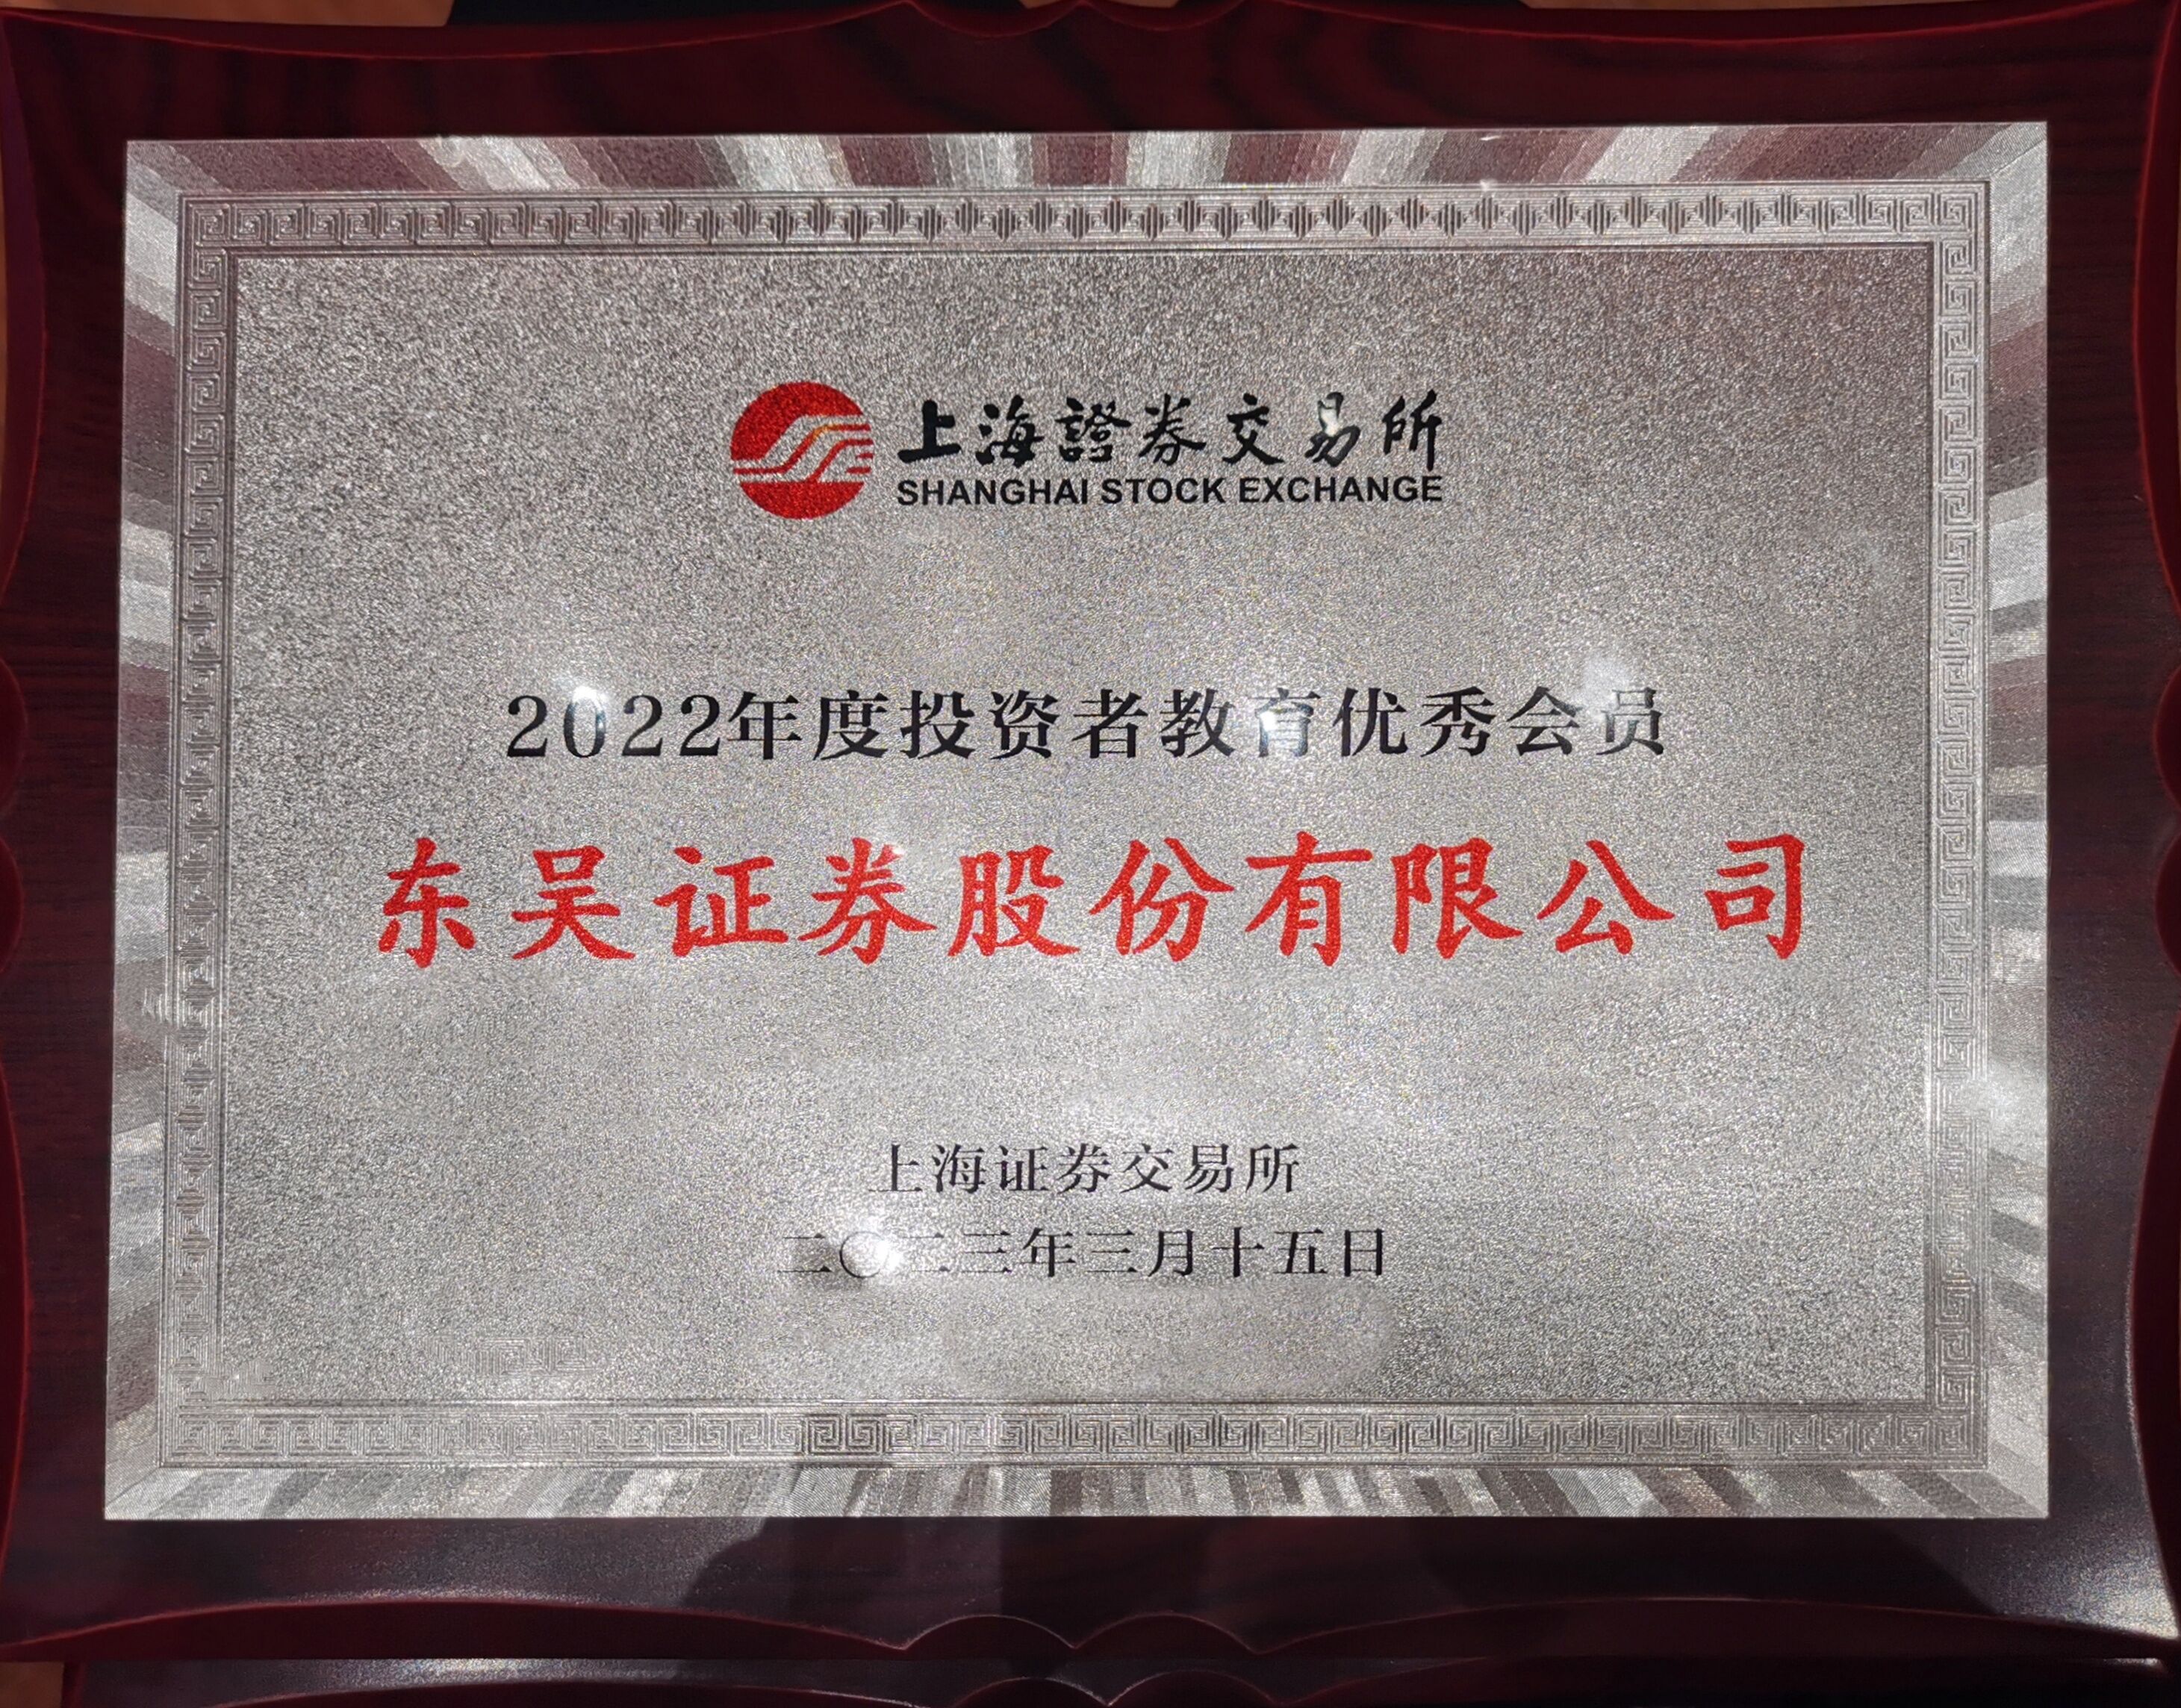 上海證券交易所
SHANGHAI STOCK EXCHANGE
2022年度投资者教育优秀会员
东吴证券股份有限公司
上海证券交易所
二〇二三年三月十五日